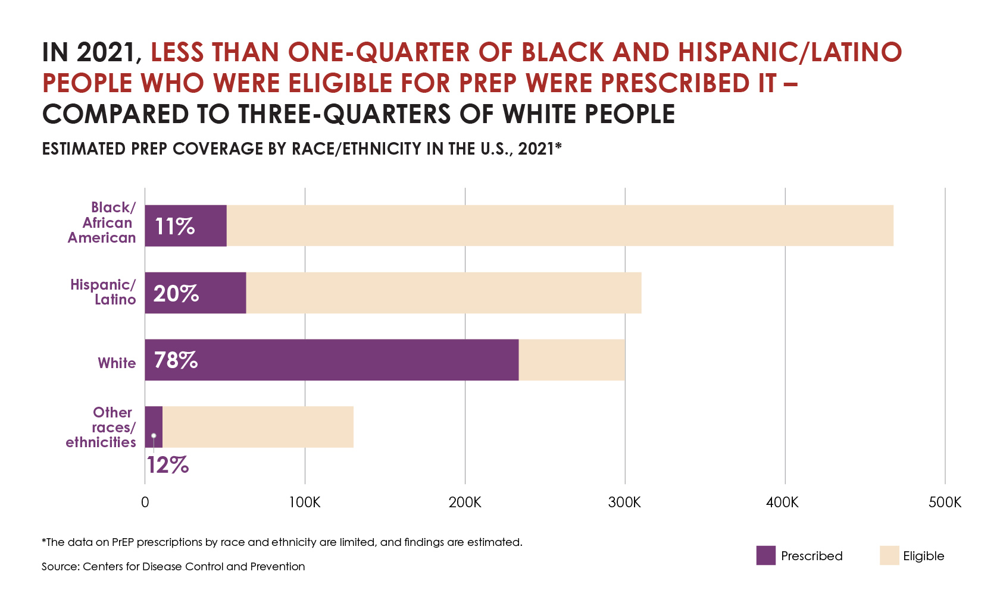 IN 2021, LESS THAN ONE-QUARTER OF BLACK AND HISPANIC/LATINO
PEOPLE WHO WERE ELIGIBLE FOR PREP WERE PRESCRIBED IT –
COMPARED TO THREE-QUARTERS OF WHITE PEOPLE
ESTIMATED PREP COVERAGE BY RACE/ETHNICITY IN THE U.S., 2021*
Black/
African
American
11%
Hispanic/
Latino
20%
White
78%
Other
races/
ethnicities
12%
0 100K 200K 300K 400K 500K
*The data on PrEP prescriptions by race and ethnicity are limited, and findings are estimated.
Source: Centers for Disease Control and Prevention
Prescribed Eligible